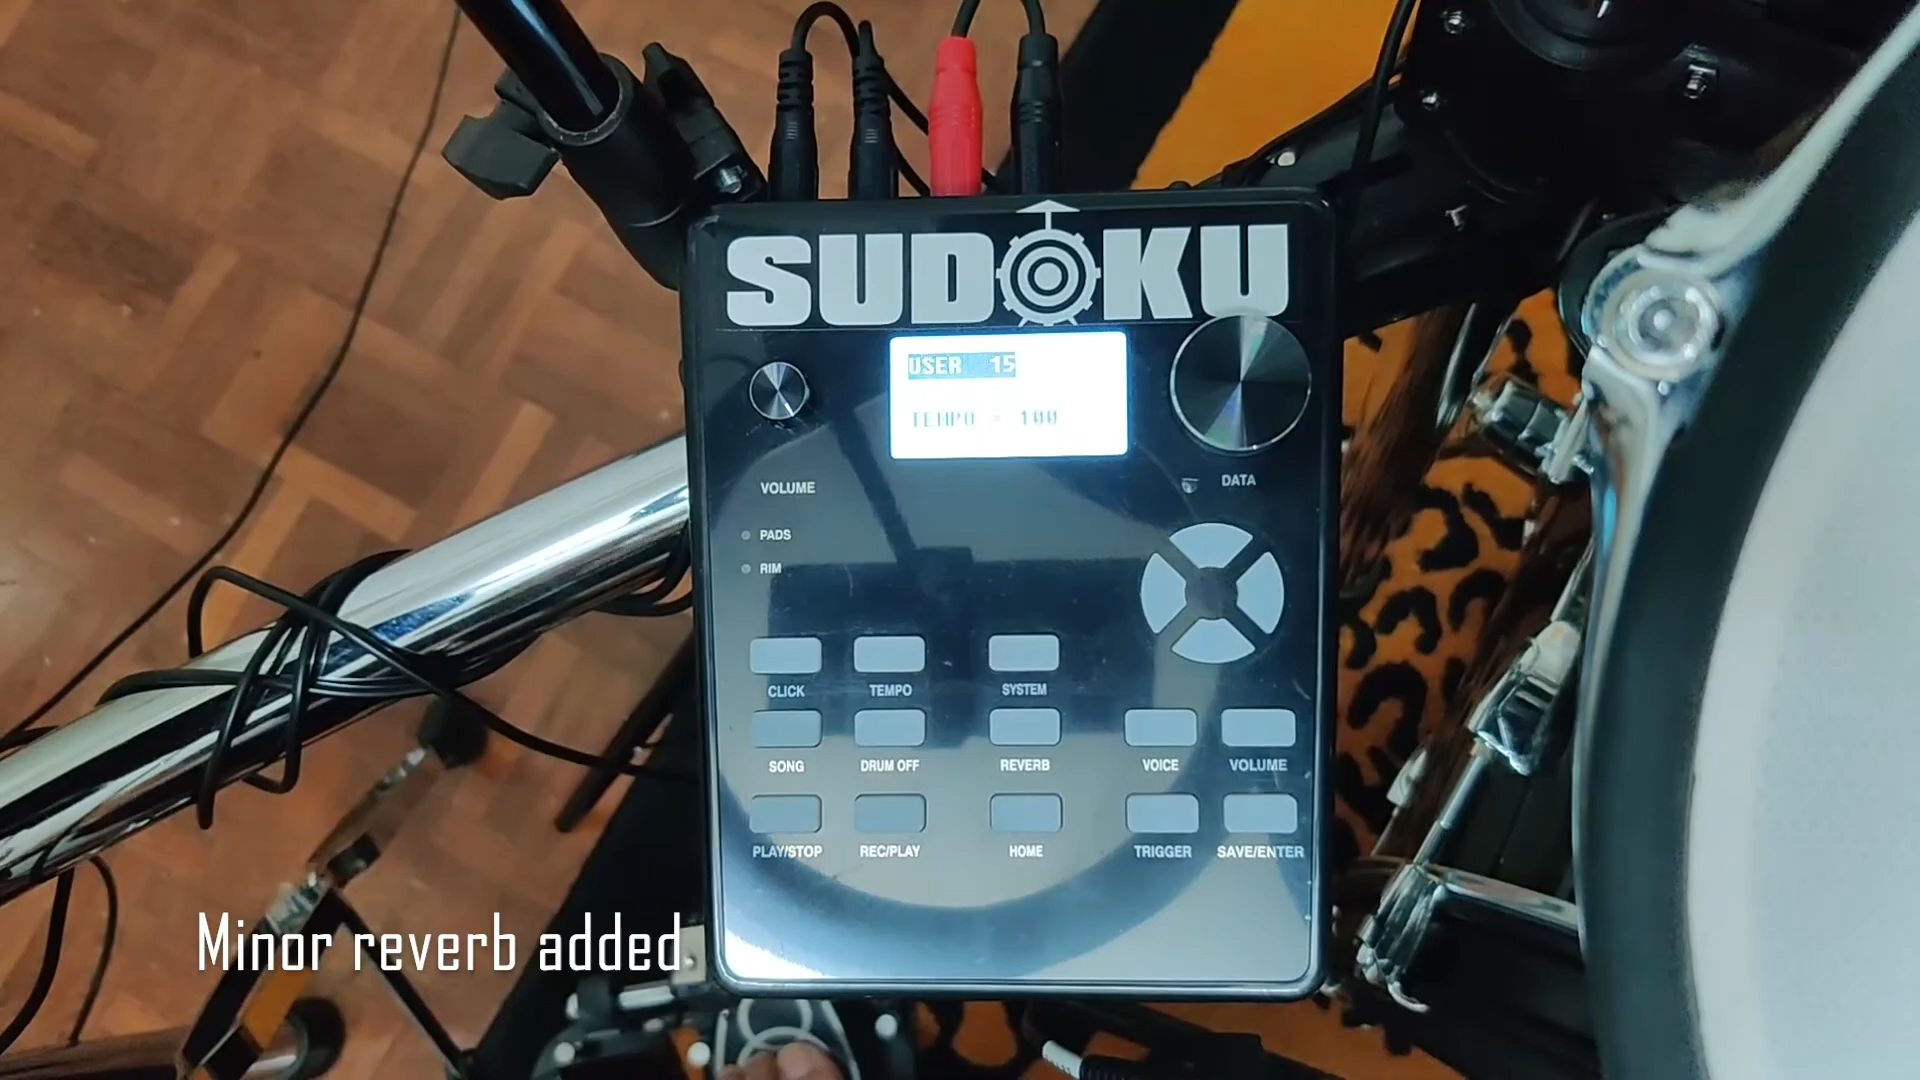 SUDOKU
USER 15
TEMPO = 100
VOLUME
DATA
PADS
RIM
CLICK TEMPO SYSTEM
SONG DRUM OFF REVERB VOICE VOLUME
PLAY/STOP REC/PLAY HOME TRIGGER SAVE/ENTER
Minor reverb added